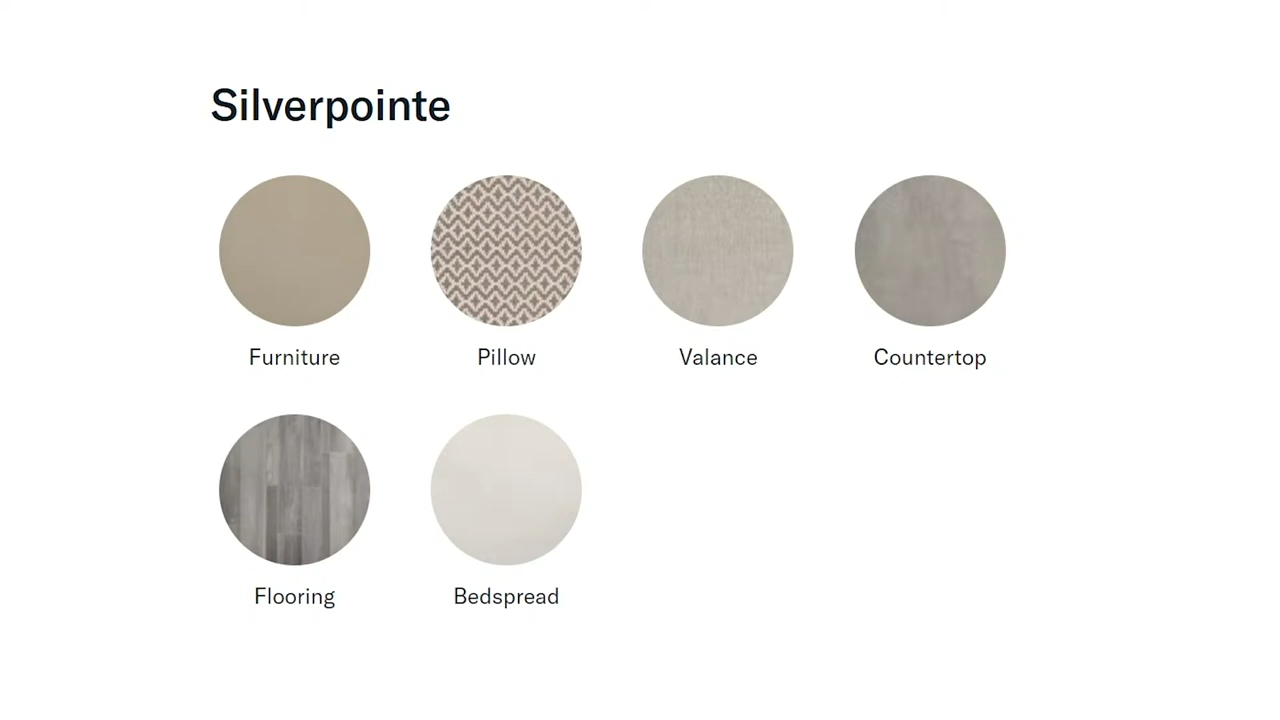 Silverpointe
Furniture
Pillow
Valance
Countertop
Flooring
Bedspread